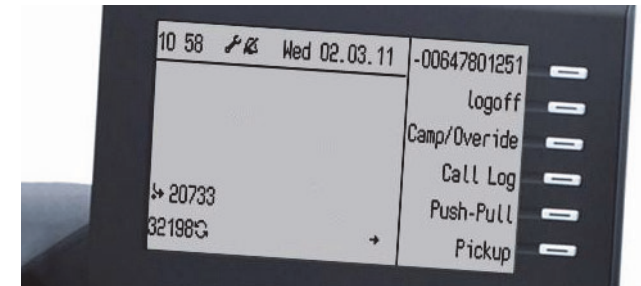 10 58 Wed 02.03.11
-00647801251
logoff
Camp/Overide
Call Log
Push-Pull
Pickup
20733
32198